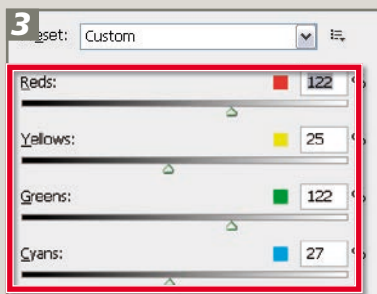 3
eset: Custom
Reds: 122 %
Yellows: 25 %
Greens: 122 %
Cyans: 27 %